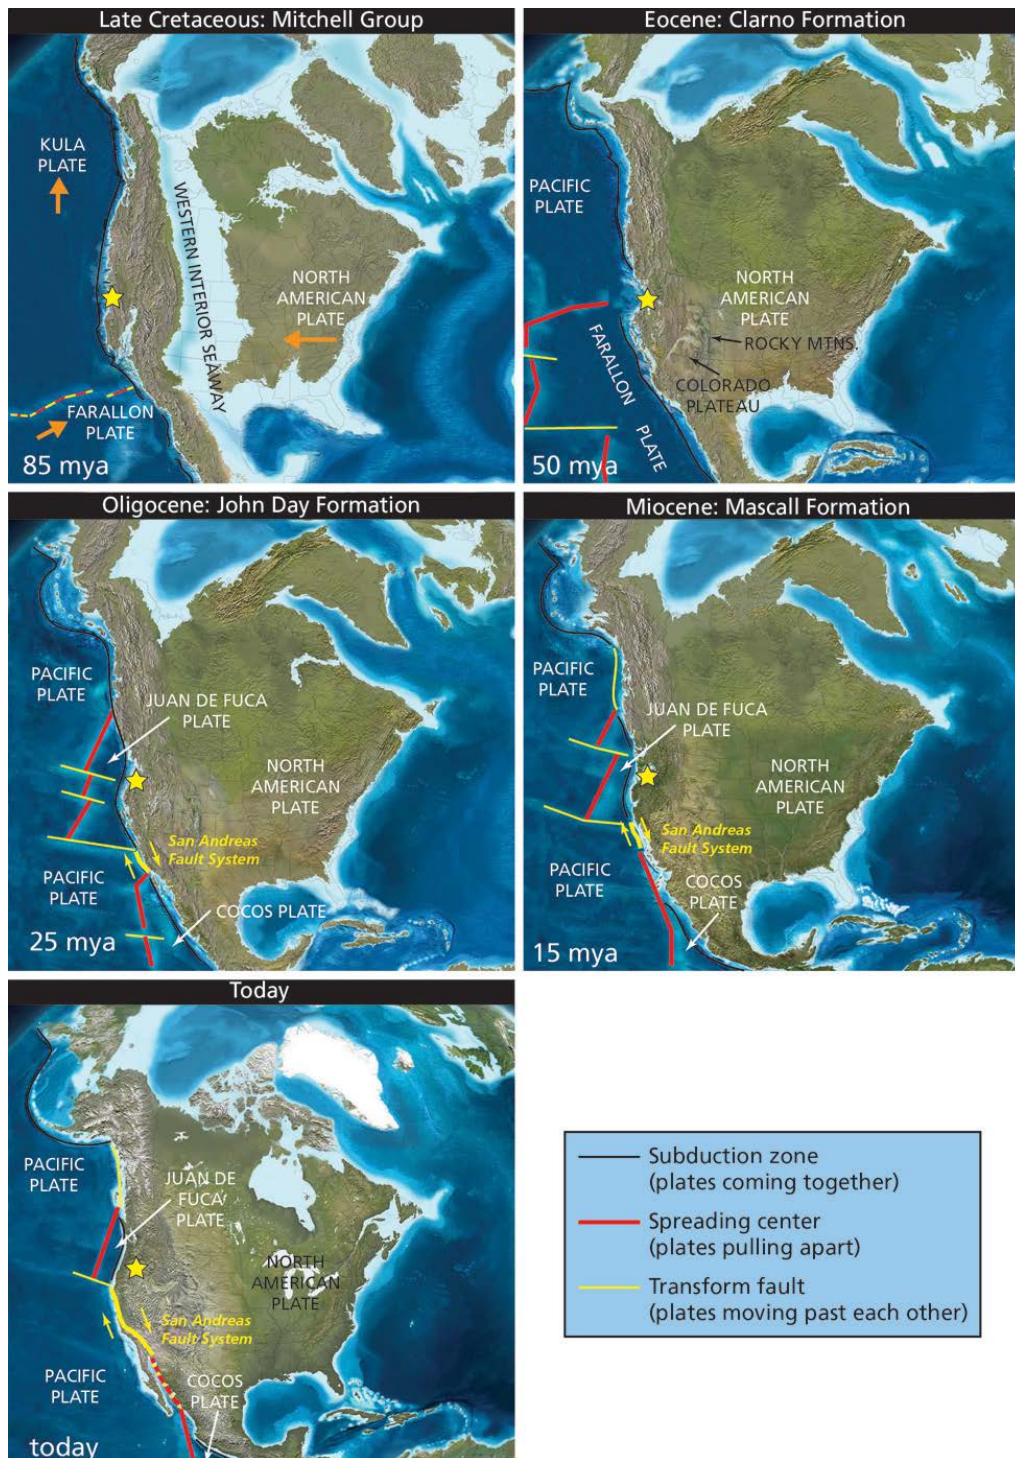 Late Cretaceous: Mitchell Group
KULA
PLATE
WESTERN INTERIOR SEAWAY
NORTH
AMERICAN
PLATE
FARALLON
PLATE
85 mya
Eocene: Clarno Formation
PACIFIC
PLATE
NORTH
AMERICAN
PLATE
ROCKY MTNS.
COLORADO
PLATEAU
FARALLON
PLATE
50 mya
Oligocene: John Day Formation
PACIFIC
PLATE
JUAN DE FUCA
PLATE
NORTH
AMERICAN
PLATE
San Andreas
Fault System
PACIFIC
PLATE
COCOS PLATE
25 mya
Miocene: Mascall Formation
PACIFIC
PLATE
JUAN DE FUCA
PLATE
NORTH
AMERICAN
PLATE
San Andreas
Fault System
PACIFIC
PLATE
COCOS
PLATE
15 mya
Today
PACIFIC
PLATE
JUAN DE
FUCA
PLATE
NORTH
AMERICAN
PLATE
San Andreas
Fault System
PACIFIC
PLATE
COCOS
PLATE
today
Subduction zone
(plates coming together)
Spreading center
(plates pulling apart)
Transform fault
(plates moving past each other)